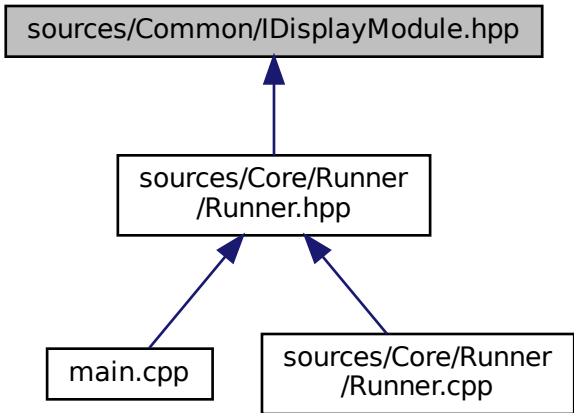 sources/Common/IDisplayModule.hpp
sources/Core/Runner
/Runner.hpp
main.cpp
sources/Core/Runner
/Runner.cpp